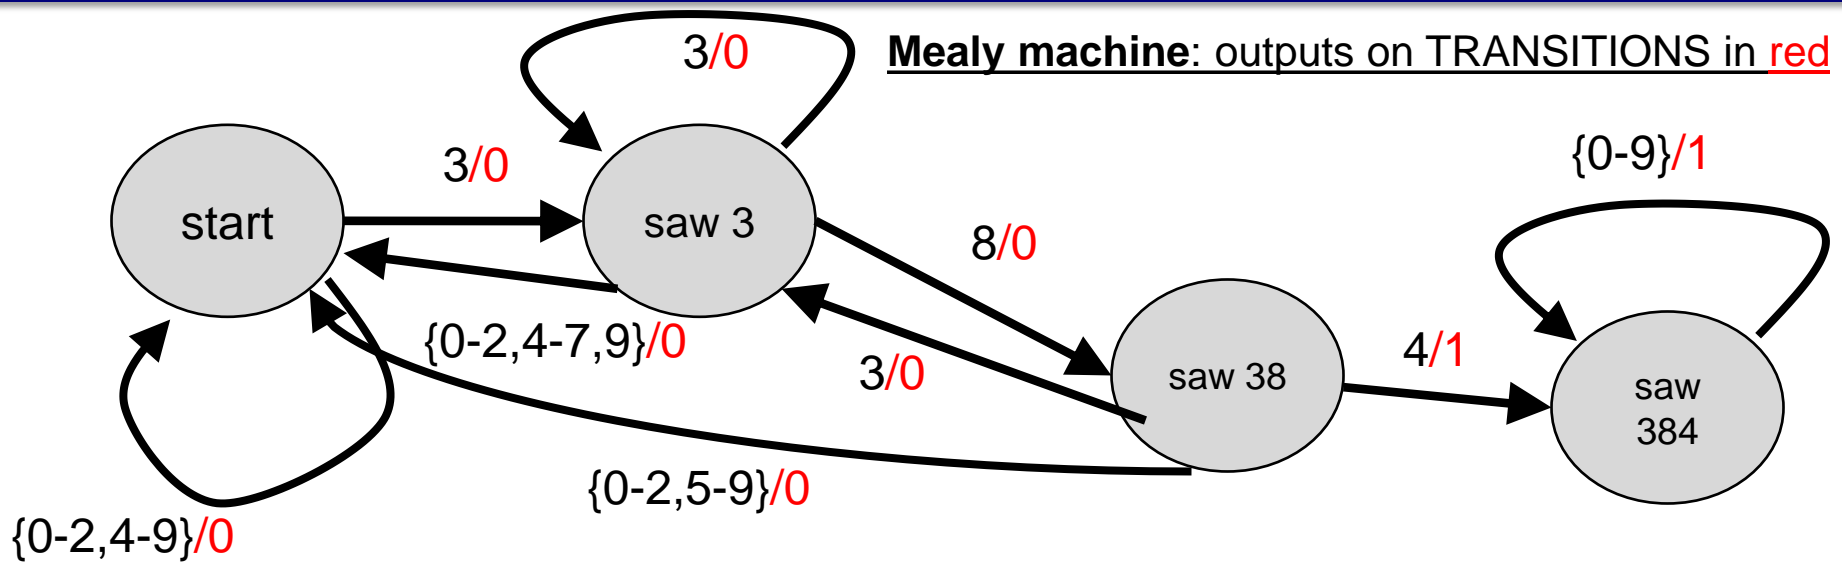 3/0
Mealy machine: outputs on TRANSITIONS in red
3/0
{0-9}/1
start
saw 3
8/0
{0-2,4-7,9}/0
3/0
4/1
saw 38
saw
384
{0-2,5-9}/0
{0-2,4-9}/0